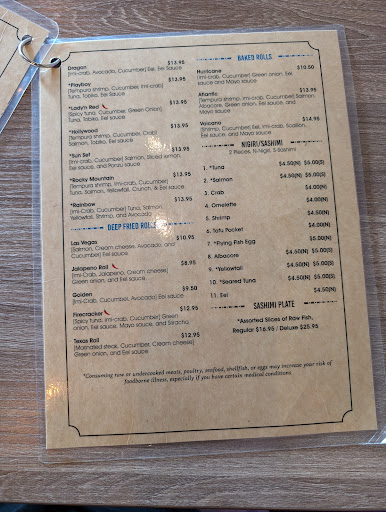 Dragon $13.95
[Imi-crab, Avocado, Cucumber] Eel, Eel Sauce
*Playboy $13.95
[Tempura shrimp, Cucumber, Imi-crab]
Tuna, Tobiko, Eel Sauce
*Lady's Red $13.95
[Spicy tuna, Cucumber, Green Onion]
Tuna, Tobiko, Eel Sauce
*Hollywood $13.95
[Tempura shrimp, Cucumber, Crab]
Salmon, Tobiko, Eel Sauce
*Sun Set $13.95
[Imi-crab, Cucumber] Salmon, Sliced lemon
Eel sauce, and Ponzu sauce
*Rocky Mountain $13.95
[Tempura shrimp, Imi-crab, Cucumber]
Tuna, Salmon, Yellowtail, Crunch, & Eel sauce
*Rainbow $13.95
[Imi-Crab, Cucumber] Tuna, Salmon,
Yellowfish, Shrimp, and Avocado
DEEP FRIED ROLLS
Las Vegas $10.95
[Salmon, Cream cheese, Avocado, and
Cucumber] Eel sauce
Jalapeno Roll $8.95
[Imi-Crab, Jalapeno, Cream cheese]
Green onion, and Eel sauce
Golden $9.50
[Imi-Crab, Cucumber, Avocado] Eel sauce
Firecracker $12.95
[Spicy tuna, Imi-crab, Cucumber] Green
onion, Eel sauce, Mayo sauce, and Siracha
Texas Roll $12.95
[Marinated steak, Cucumber, Cream cheese]
Green onion, and Eel sauce
BAKED ROLLS
Hurricane $10.50
[Imi-crab, Cucumber] Green onion, Eel
sauce and Mayo sauce
Atlantic $13.95
[Tempura shrimp, Imi-crab, Cucumber] Salmon,
Albacore, Green onion, Eel sauce, and
Mayo sauce
Volcano $14.95
[Shrimp, Cucumber] Eel, Imi-crab, Scallion,
Eel sauce, and Mayo sauce
NIGIRI/SASHIMI
2 Pieces, N-Nigiri, S-Sashimi
1. *Tuna $4.50(N) $5.00(S)
2. *Salmon $4.50(N) $5.00(S)
3. Crab $4.00(N)
4. Omelette $4.00(N)
5. Shrimp $4.50(N)
6. Tofu Pocket $4.00(N)
7. *Flying Fish Egg $5.00(N)
8. Albacore $4.50(N) $5.00(S)
9. *Yellowtail $4.50(N) $5.00(S)
10. *Seared Tuna $4.50(N) $5.00(S)
11. Eel $4.50(N)
SASHIMI PLATE
*Assorted Slices of Raw Fish,
Regular $16.95 / Deluxe $25.95
*Consuming raw or undercooked meats, poultry, seafood, shellfish, or eggs may increase your risk of
foodborne illness, especially if you have certain medical conditions